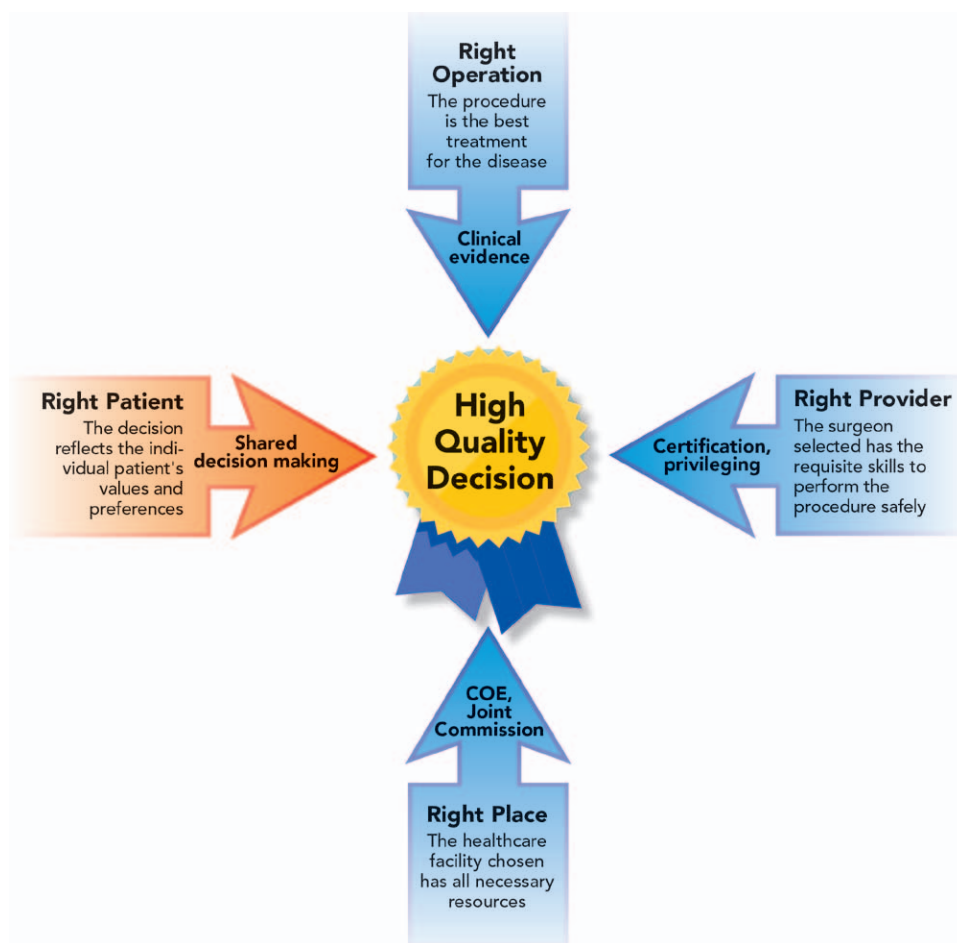 Right
Operation
The procedure
is the best
treatment
for the disease
Clinical
evidence
Right Patient
The decision
reflects the indi-
vidual patient's
values and
preferences
Shared
decision making
High
Quality
Decision
Certification,
privileging
Right Provider
The surgeon
selected has the
requisite skills to
perform the
procedure safely
COE,
Joint
Commission
Right Place
The healthcare
facility chosen
has all necessary
resources